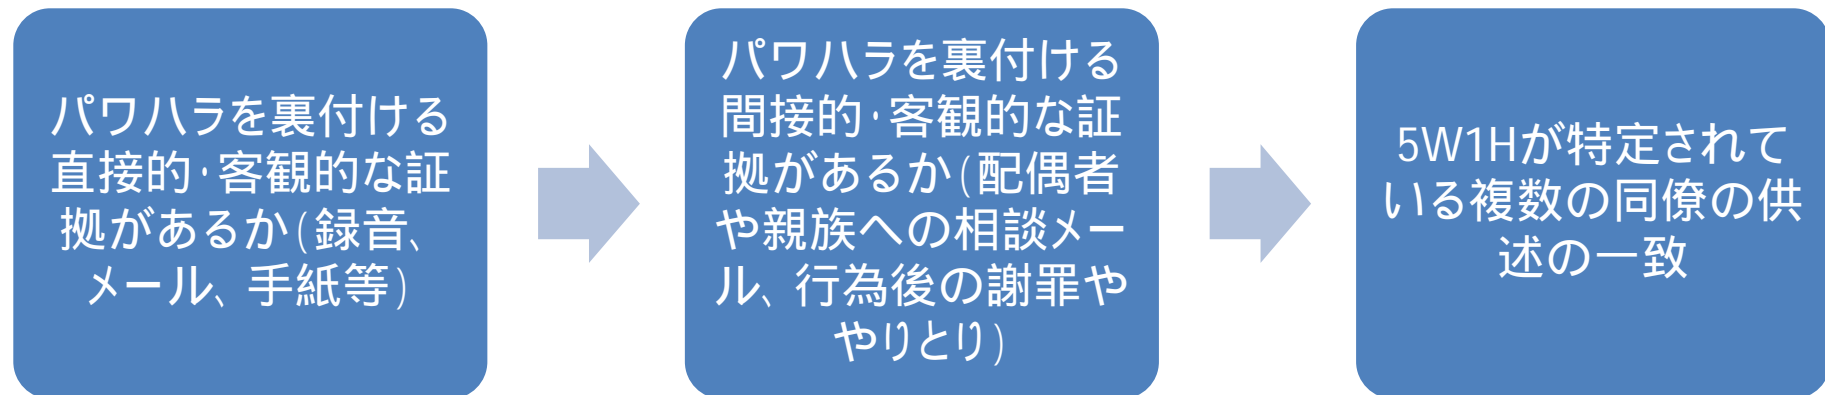 パワハラを裏付ける
直接的・客観的な証
拠があるか(録音、
メール、手紙等)
パワハラを裏付ける
間接的・客観的な証
拠があるか(配偶者
や親族への相談メー
ル、行為後の謝罪や
やりとり)
5W1Hが特定されて
いる複数の同僚の供
述の一致